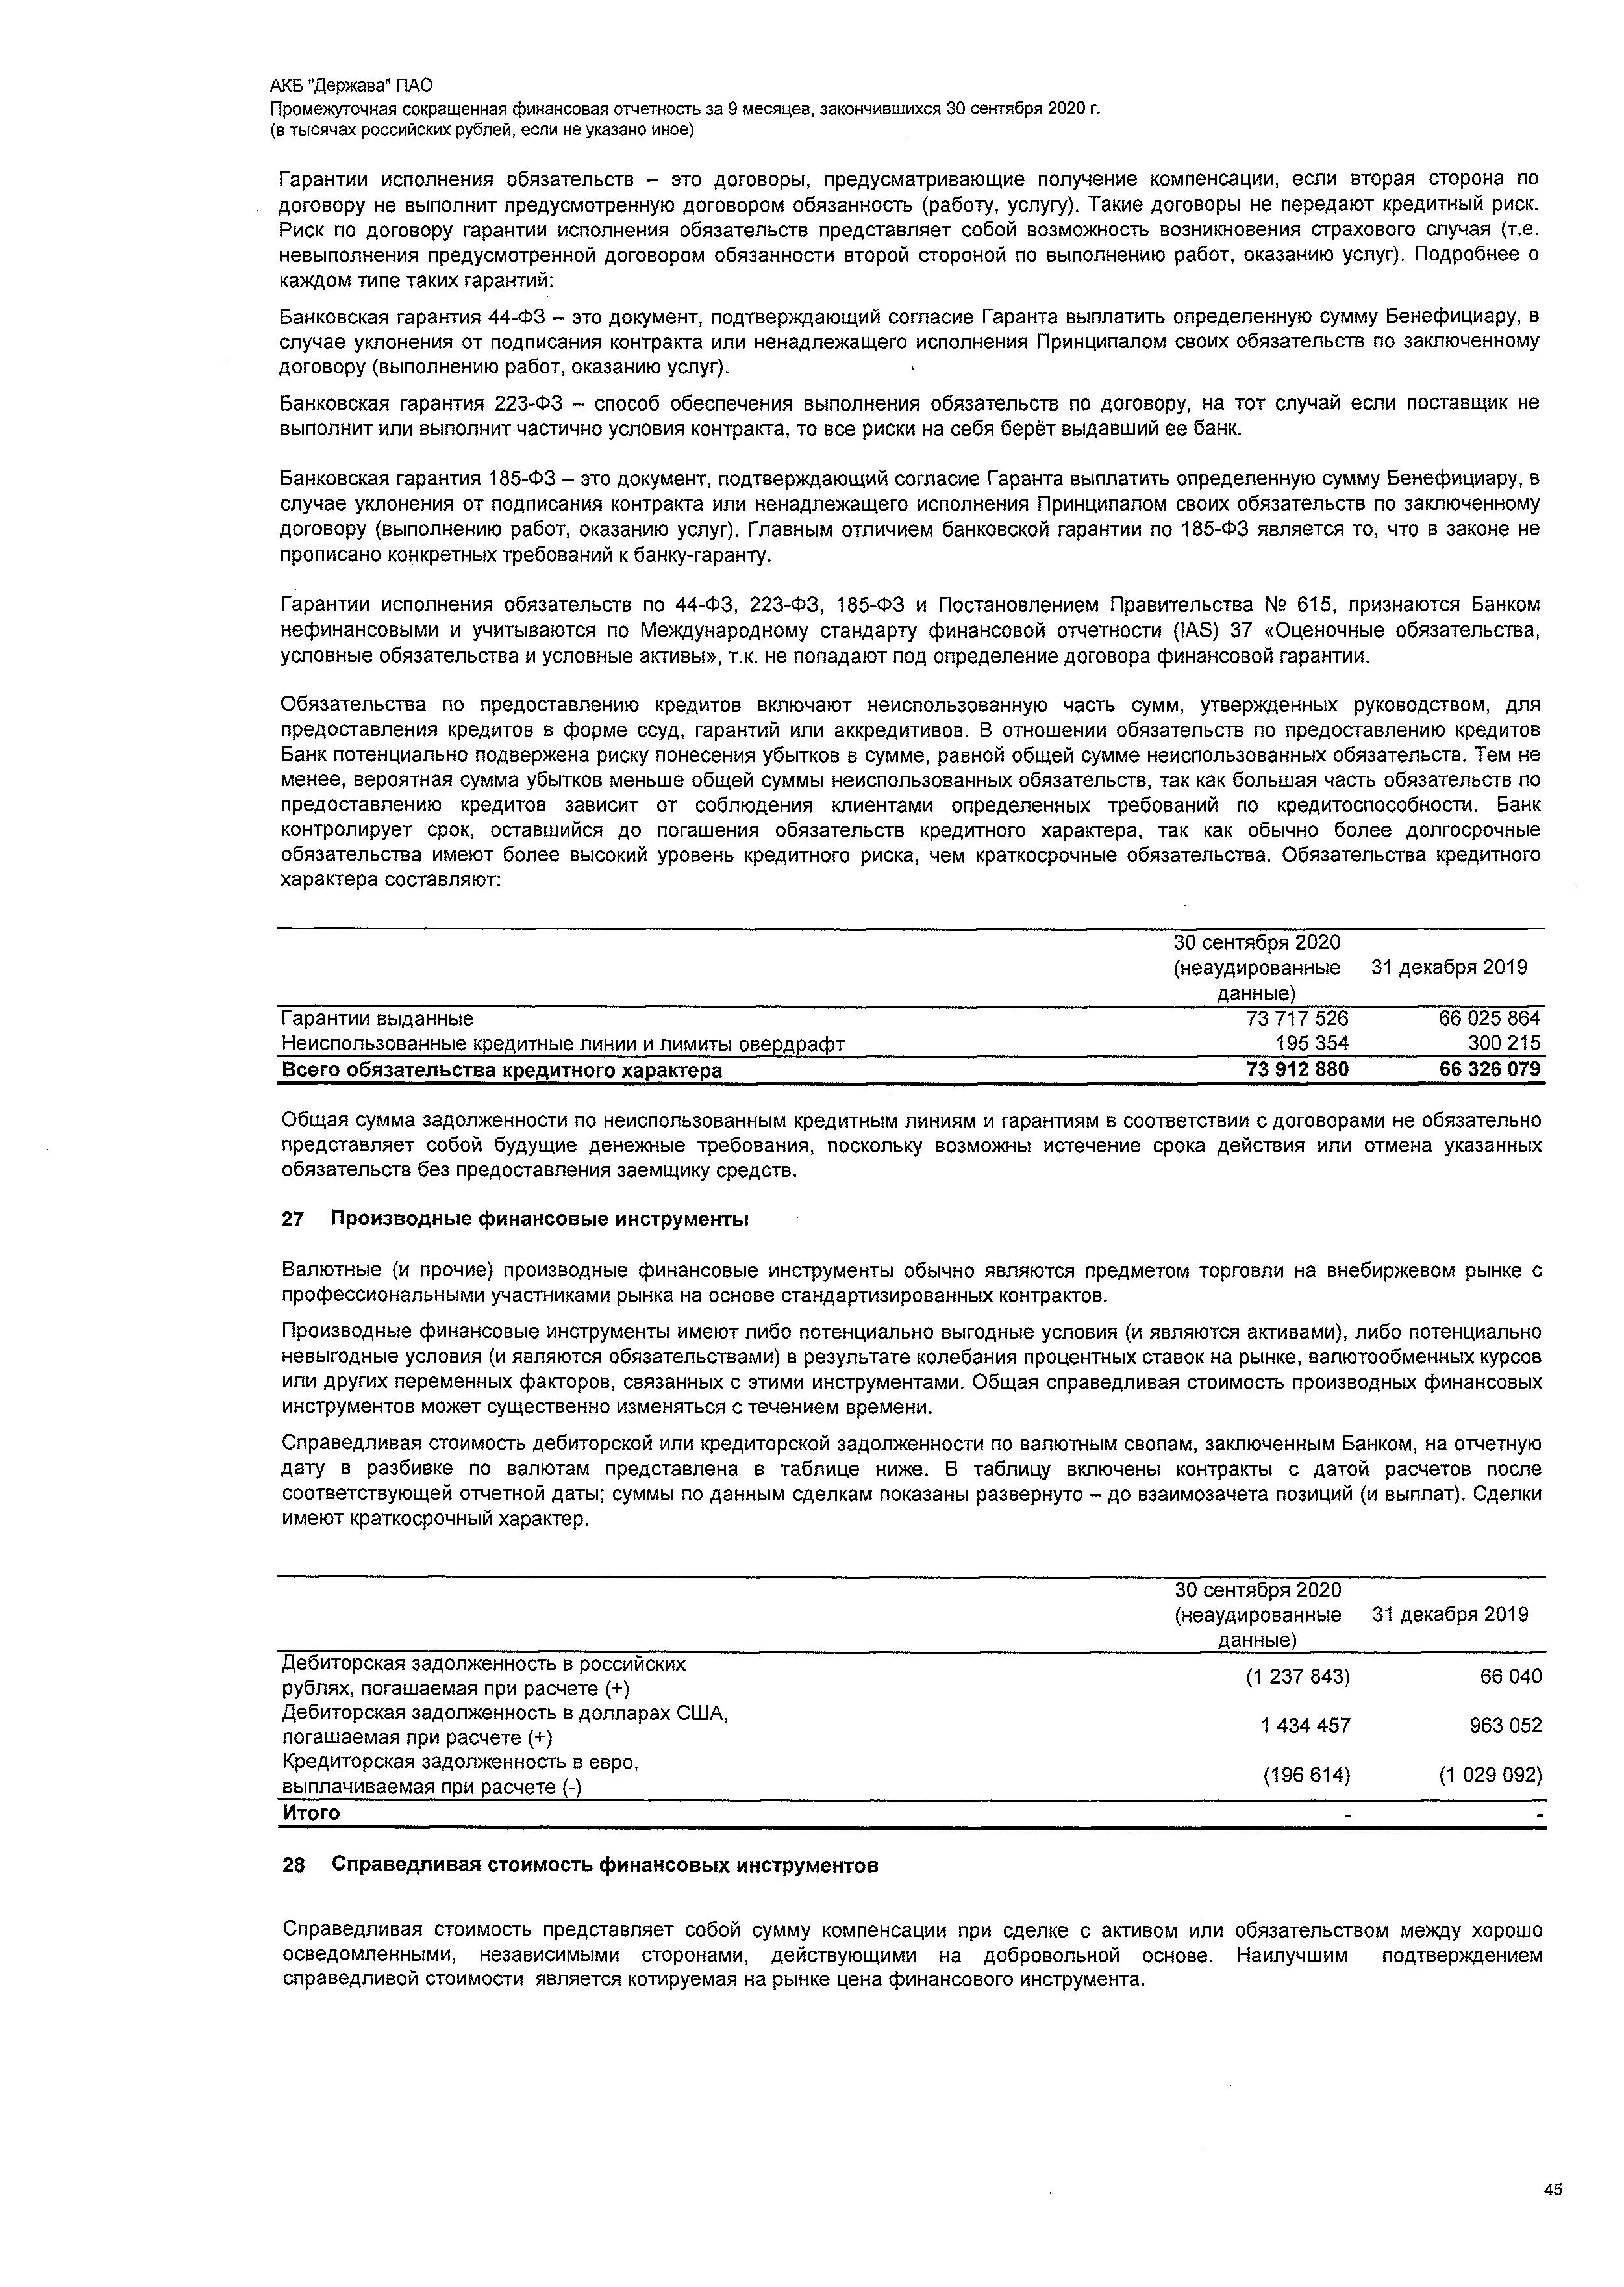 АКБ "Держава" ПАО
Промежуточная сокращенная финансовая отчетность за 9 месяцев, закончившихся 30 сентября 2020 г.
(в тысячах российских рублей, если не указано иное)
Гарантии исполнения обязательств – это договоры, предусматривающие получение компенсации, если вторая сторона по
договору не выполнит предусмотренную договором обязанность (работу, услугу). Такие договоры не передают кредитный риск.
Риск по договору гарантии исполнения обязательств представляет собой возможность возникновения страхового случая (т.е.
невыполнения предусмотренной договором обязанности второй стороной по выполнению работ, оказанию услуг). Подробнее о
каждом типе таких гарантий:
Банковская гарантия 44-ФЗ – это документ, подтверждающий согласие Гаранта выплатить определенную сумму Бенефициару, в
случае уклонения от подписания контракта или ненадлежащего исполнения Принципалом своих обязательств по заключенному
договору (выполнению работ, оказанию услуг).
Банковская гарантия 223-ФЗ – способ обеспечения выполнения обязательств по договору, на тот случай если поставщик не
выполнит или выполнит частично условия контракта, то все риски на себя берёт выдавший ее банк.
Банковская гарантия 185-ФЗ – это документ, подтверждающий согласие Гаранта выплатить определенную сумму Бенефициару, в
случае уклонения от подписания контракта или ненадлежащего исполнения Принципалом своих обязательств по заключенному
договору (выполнению работ, оказанию услуг). Главным отличием банковской гарантии по 185-ФЗ является то, что в законе не
прописано конкретных требований к банку-гаранту.
Гарантии исполнения обязательств по 44-ФЗ, 223-ФЗ, 185-ФЗ и Постановлением Правительства № 615, признаются Банком
нефинансовыми и учитываются по Международному стандарту финансовой отчетности (IAS) 37 «Оценочные обязательства,
условные обязательства и условные активы», т.к. не попадают под определение договора финансовой гарантии.
Обязательства по предоставлению кредитов включают неиспользованную часть сумм, утвержденных руководством, для
предоставления кредитов в форме ссуд, гарантий или аккредитивов. В отношении обязательств по предоставлению кредитов
Банк потенциально подвержена риску понесения убытков в сумме, равной общей сумме неиспользованных обязательств. Тем не
менее, вероятная сумма убытков меньше общей суммы неиспользованных обязательств, так как большая часть обязательств по
предоставлению кредитов зависит от соблюдения клиентами определенных требований по кредитоспособности. Банк
контролирует срок, оставшийся до погашения обязательств кредитного характера, так как обычно более долгосрочные
обязательства имеют более высокий уровень кредитного риска, чем краткосрочные обязательства. Обязательства кредитного
характера составляют:
30 сентября 2020
(неаудированные 31 декабря 2019
данные)
Гарантии выданные 73 717 526 66 025 864
Неиспользованные кредитные линии и лимиты овердрафт 195 354 300 215
Всего обязательства кредитного характера 73 912 880 66 326 079
Общая сумма задолженности по неиспользованным кредитным линиям и гарантиям в соответствии с договорами не обязательно
представляет собой будущие денежные требования, поскольку возможны истечение срока действия или отмена указанных
обязательств без предоставления заемщику средств.
27 Производные финансовые инструменты
Валютные (и прочие) производные финансовые инструменты обычно являются предметом торговли на внебиржевом рынке с
профессиональными участниками рынка на основе стандартизированных контрактов.
Производные финансовые инструменты имеют либо потенциально выгодные условия (и являются активами), либо потенциально
невыгодные условия (и являются обязательствами) в результате колебания процентных ставок на рынке, валютообменных курсов
или других переменных факторов, связанных с этими инструментами. Общая справедливая стоимость производных финансовых
инструментов может существенно изменяться с течением времени.
Справедливая стоимость дебиторской или кредиторской задолженности по валютным свопам, заключенным Банком, на отчетную
дату в разбивке по валютам представлена в таблице ниже. В таблицу включены контракты с датой расчетов после
соответствующей отчетной даты; суммы по данным сделкам показаны развернуто – до взаимозачета позиций (и выплат). Сделки
имеют краткосрочный характер.
30 сентября 2020
(неаудированные 31 декабря 2019
данные)
Дебиторская задолженность в российских
рублях, погашаемая при расчете (+) (1 237 843) 66 040
Дебиторская задолженность в долларах США,
погашаемая при расчете (+) 1 434 457 963 052
Кредиторская задолженность в евро,
выплачиваемая при расчете (-) (196 614) (1 029 092)
Итого - -
28 Справедливая стоимость финансовых инструментов
Справедливая стоимость представляет собой сумму компенсации при сделке с активом или обязательством между хорошо
осведомленными, независимыми сторонами, действующими на добровольной основе. Наилучшим подтверждением
справедливой стоимости является котируемая на рынке цена финансового инструмента.
45